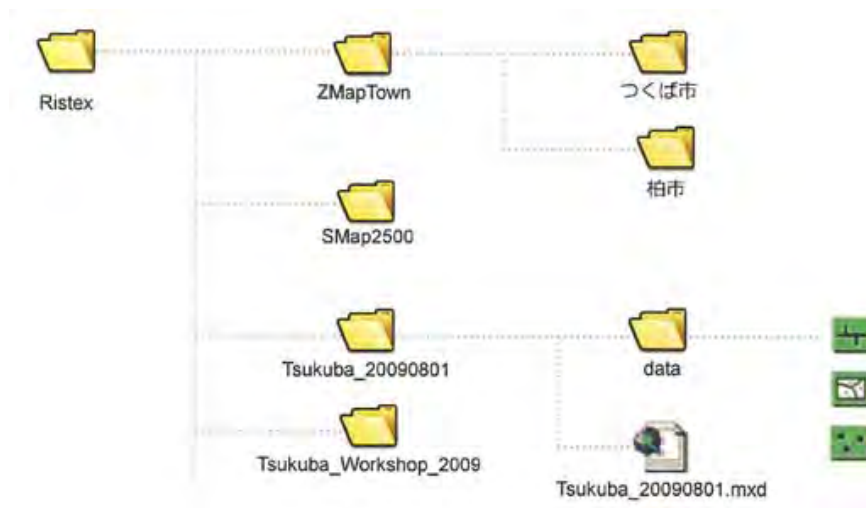 Ristex
ZMapTown
つくば市
柏市
SMap2500
Tsukuba_20090801
data
Tsukuba_Workshop_2009
Tsukuba_20090801.mxd